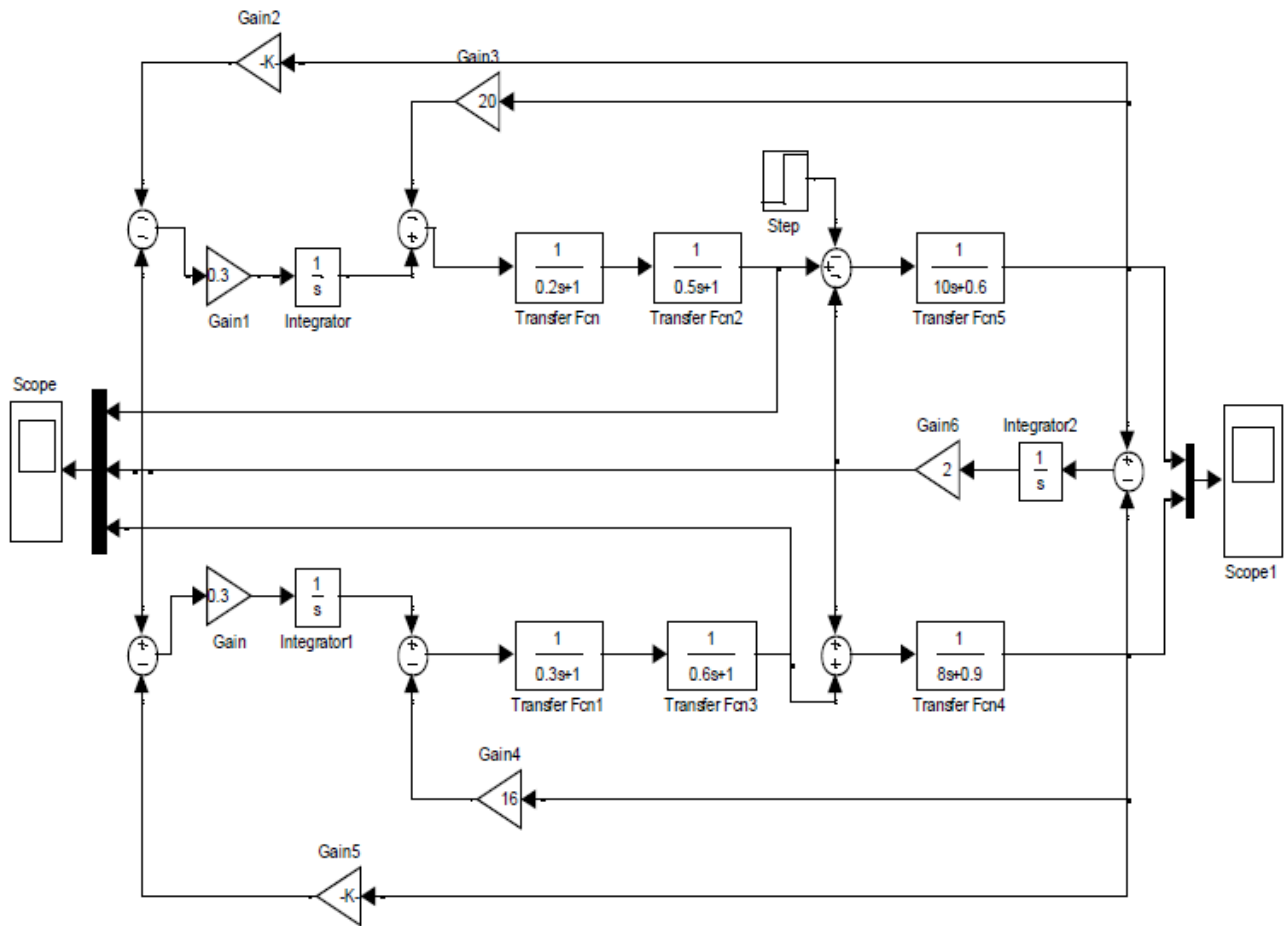 Gain2
-K-
Gain3
20
Step
0.3
Gain1
1
s
Integrator
1
0.2s+1
Transfer Fcn
1
0.5s+1
Transfer Fcn2
1
10s+0.6
Transfer Fcn5
Scope
Gain6
2
Integrator2
1
s
Scope1
0.3
Gain
1
s
Integrator1
1
0.3s+1
Transfer Fcn1
1
0.6s+1
Transfer Fcn3
1
8s+0.9
Transfer Fcn4
Gain4
16
Gain5
-K-